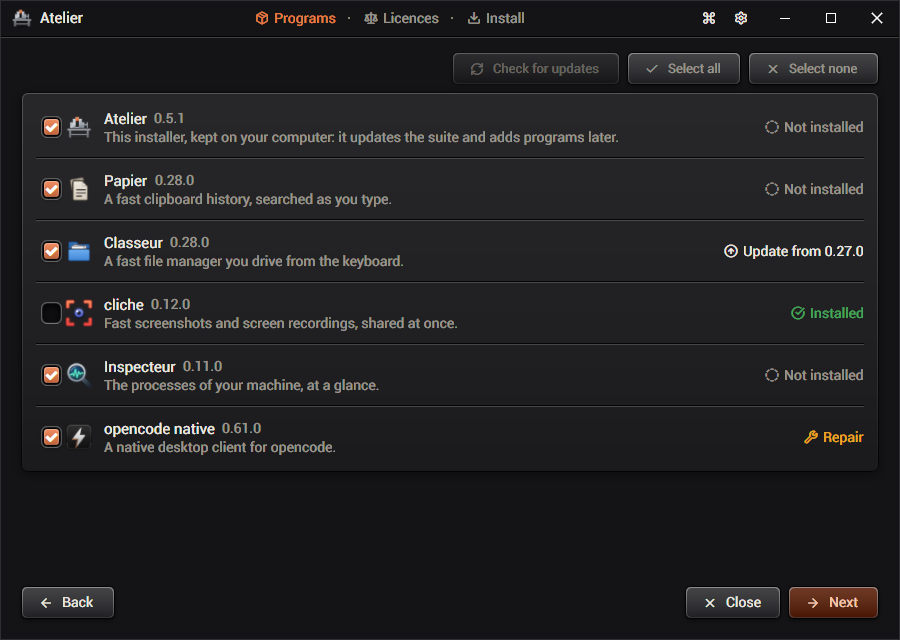 Atelier
Programs · Licences · Install
Check for updates
Select all
Select none
Atelier 0.5.1
This installer, kept on your computer: it updates the suite and adds programs later.
Not installed
Papier 0.28.0
A fast clipboard history, searched as you type.
Not installed
Classeur 0.28.0
A fast file manager you drive from the keyboard.
Update from 0.27.0
cliche 0.12.0
Fast screenshots and screen recordings, shared at once.
Installed
Inspecteur 0.11.0
The processes of your machine, at a glance.
Not installed
opencode native 0.61.0
A native desktop client for opencode.
Repair
Back
Close
Next